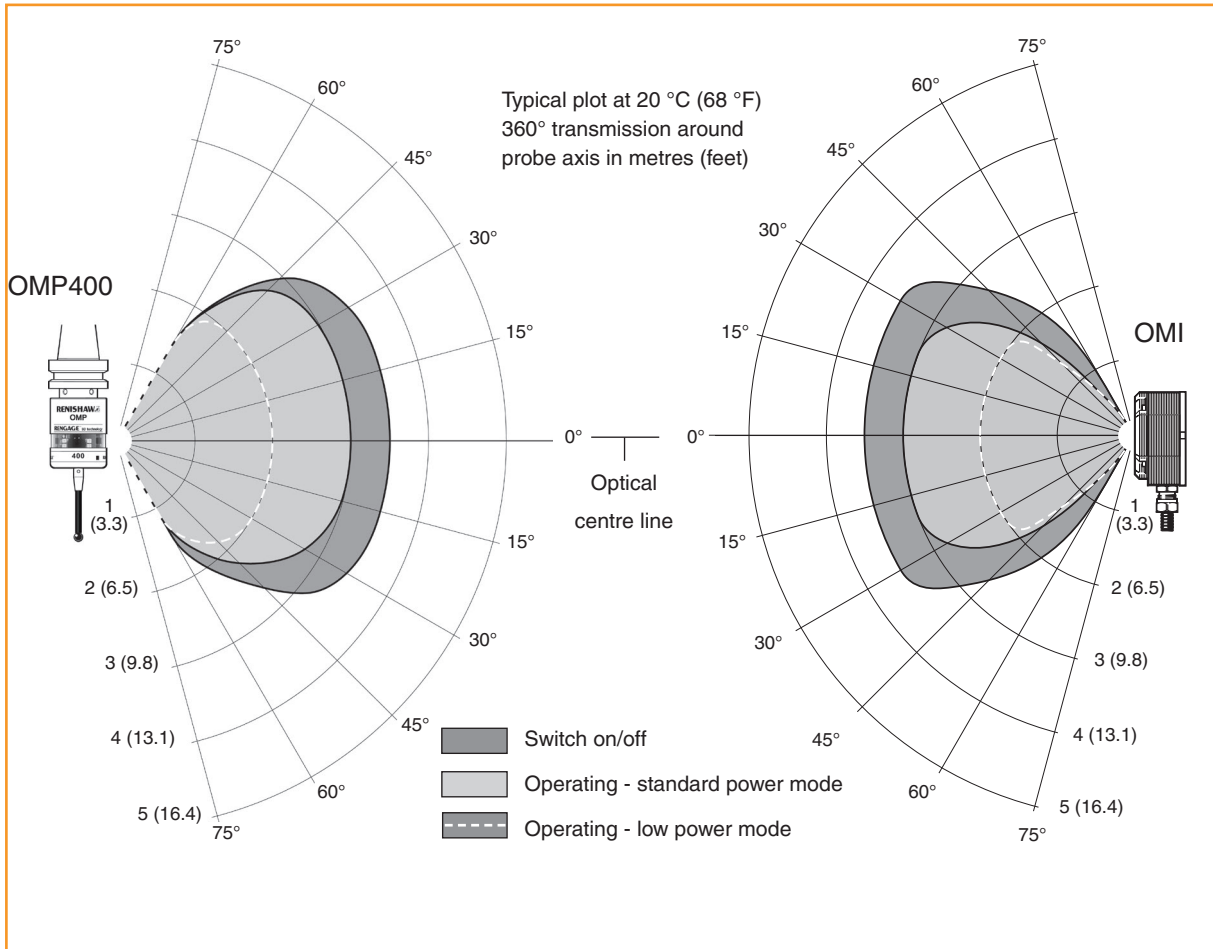 75°
60°
45°
30°
15°
0°
15°
30°
45°
60°
75°
OMP400
RENISHAW
OMP
RENGAGE
400
1
(3.3)
2 (6.5)
3 (9.8)
4 (13.1)
5 (16.4)
Typical plot at 20 °C (68 °F)
360° transmission around
probe axis in metres (feet)
Optical
centre line
Switch on/off
Operating - standard power mode
Operating - low power mode
75°
60°
45°
30°
15°
0°
15°
30°
45°
60°
75°
OMI
1
(3.3)
2 (6.5)
3 (9.8)
4 (13.1)
5 (16.4)